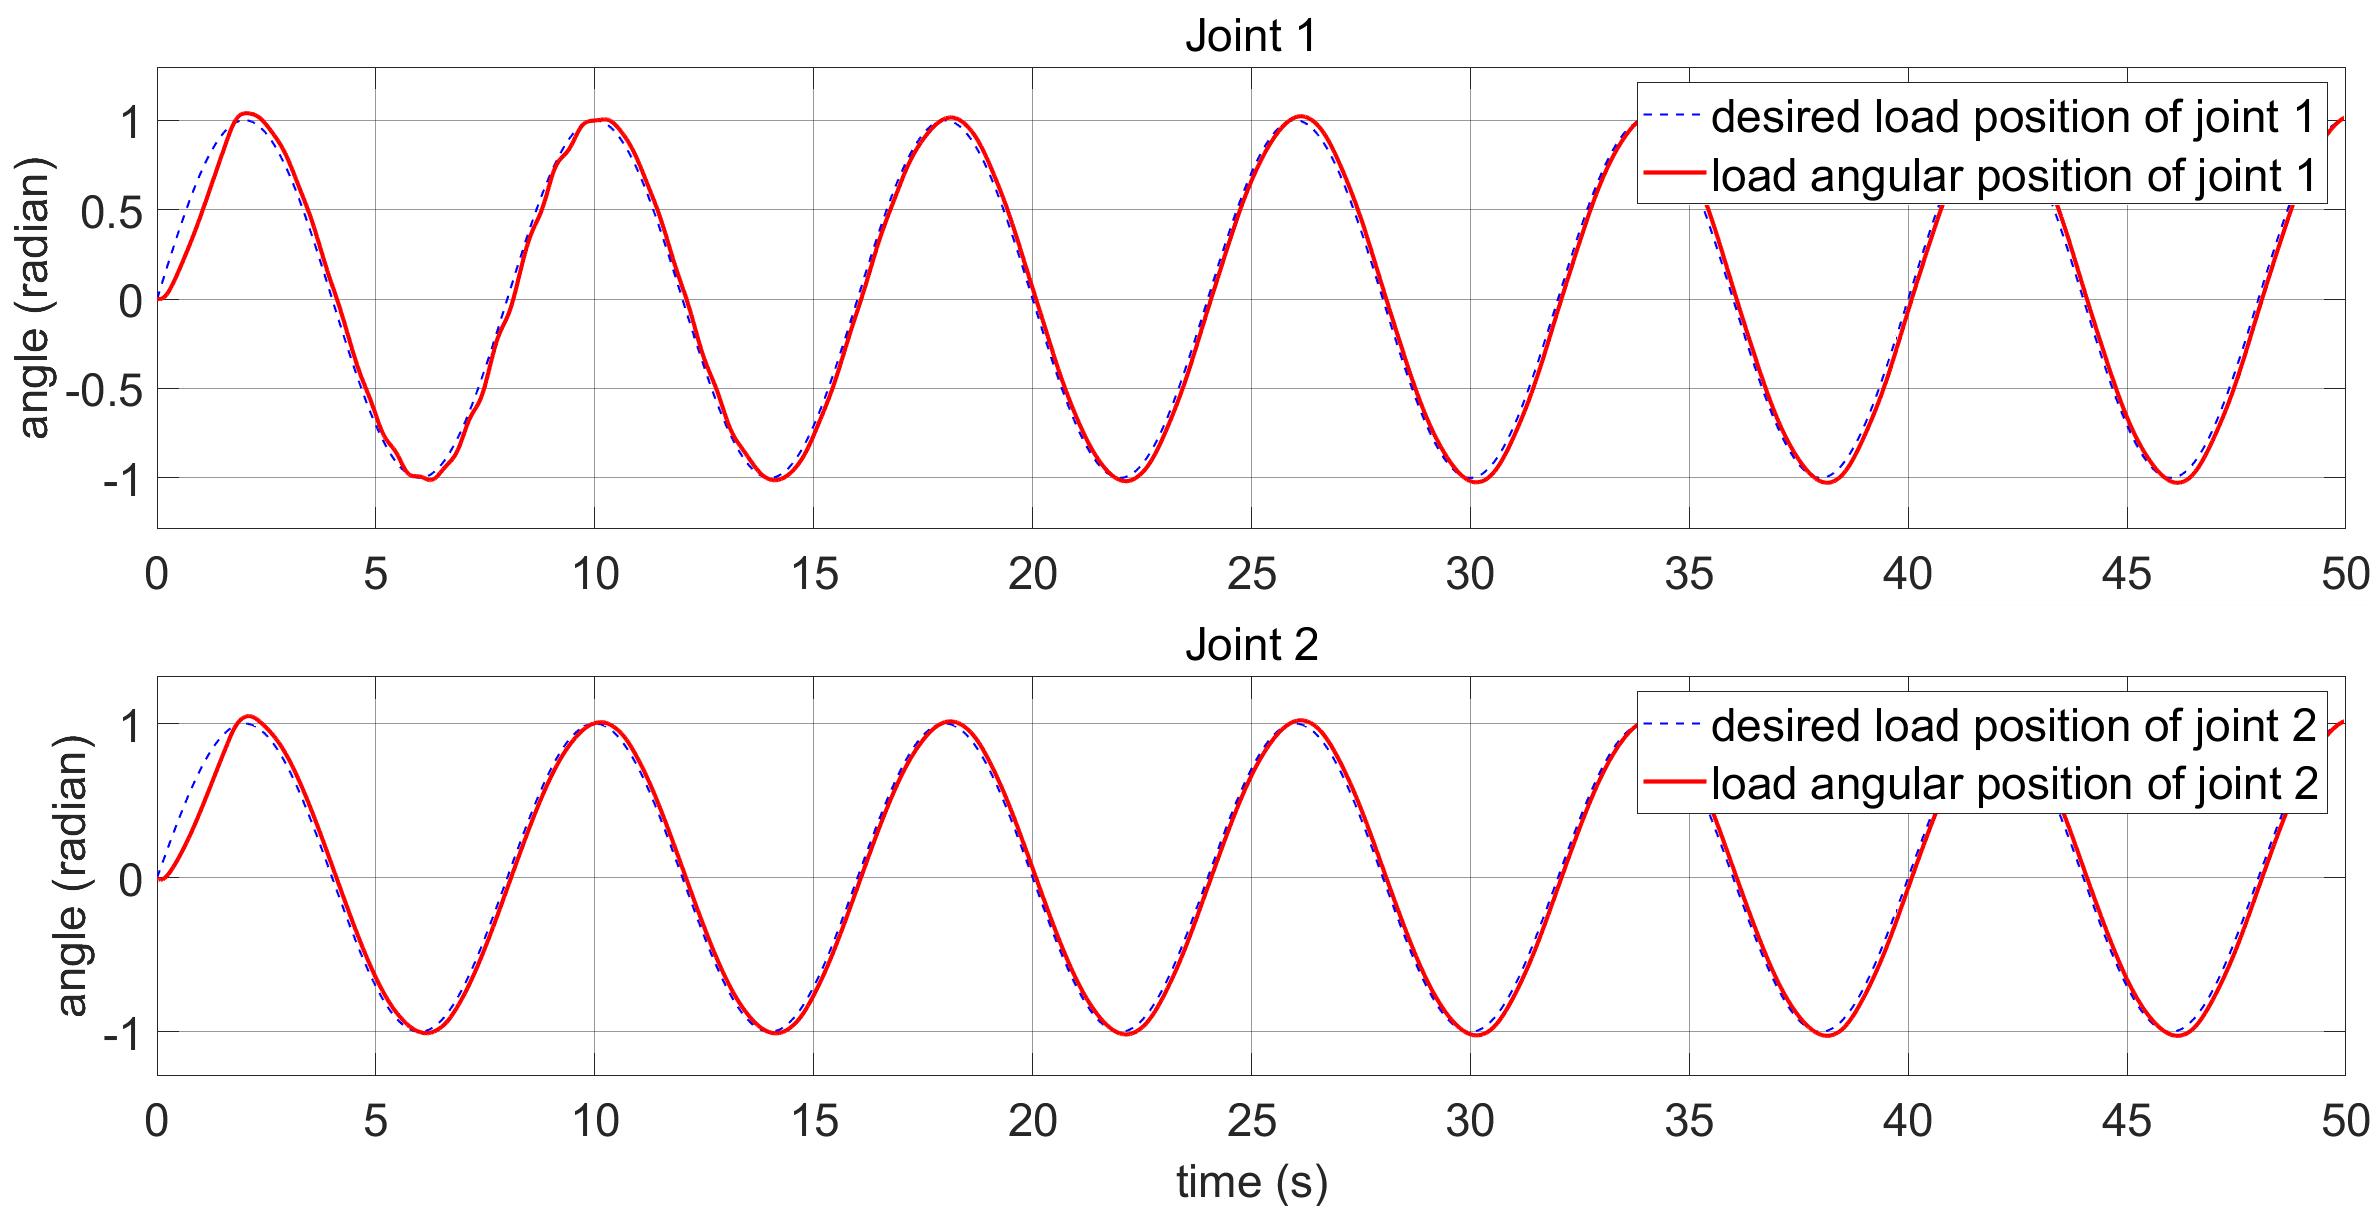 Joint 1
angle (radian)
1
0.5
0
-0.5
-1
desired load position of joint 1
load angular position of joint 1
0 5 10 15 20 25 30 35 40 45 50
Joint 2
angle (radian)
1
0
-1
desired load position of joint 2
load angular position of joint 2
0 5 10 15 20 25 30 35 40 45 50
time (s)